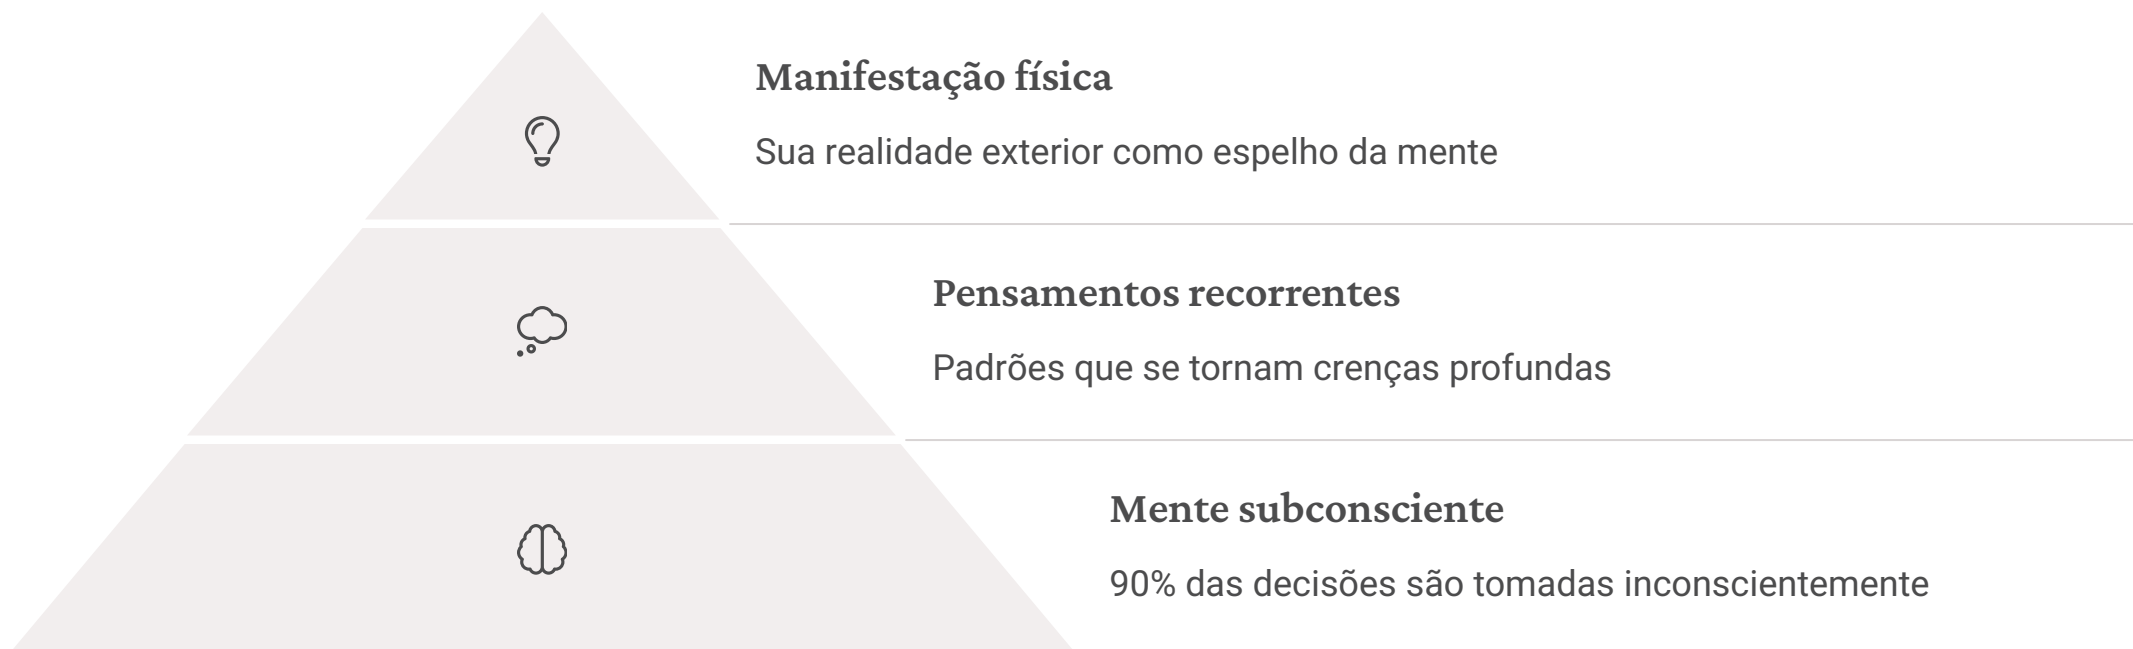 Manifestação física
Sua realidade exterior como espelho da mente
Pensamentos recorrentes
Padrões que se tornam crenças profundas
Mente subconsciente
90% das decisões são tomadas inconscientemente